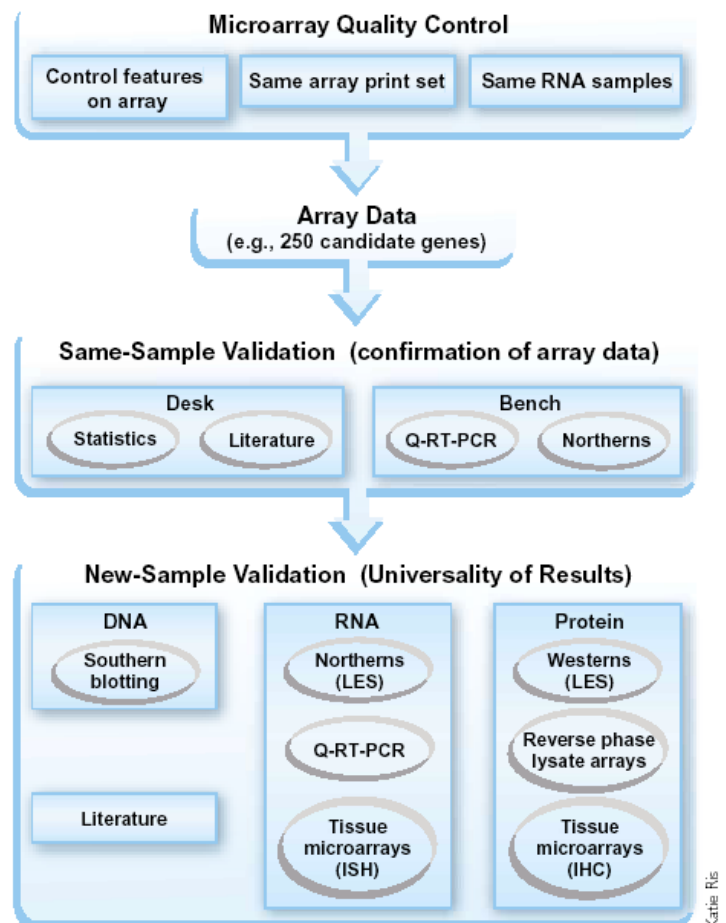 Microarray Quality Control
Control features
on array
Same array print set
Same RNA samples
Array Data
(e.g., 250 candidate genes)
Same-Sample Validation (confirmation of array data)
Desk
Statistics
Literature
Bench
Q-RT-PCR
Northerns
New-Sample Validation (Universality of Results)
DNA
Southern
blotting
Literature
RNA
Northerns
(LES)
Q-RT-PCR
Tissue
microarrays
(ISH)
Protein
Westerns
(LES)
Reverse phase
lysate arrays
Tissue
microarrays
(IHC)
Katie Ris